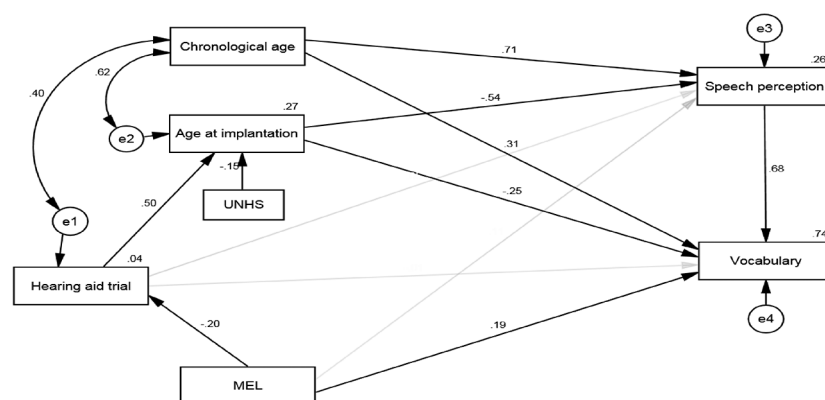 e3
.26
Chronological age
.71
Speech perception
.62
.40
.27
-.54
e2
Age at implantation
.31
-.15
.68
.50
UNHS
-.25
e1
.74
.04
Vocabulary
Hearing aid trial
e4
-.20
.19
MEL